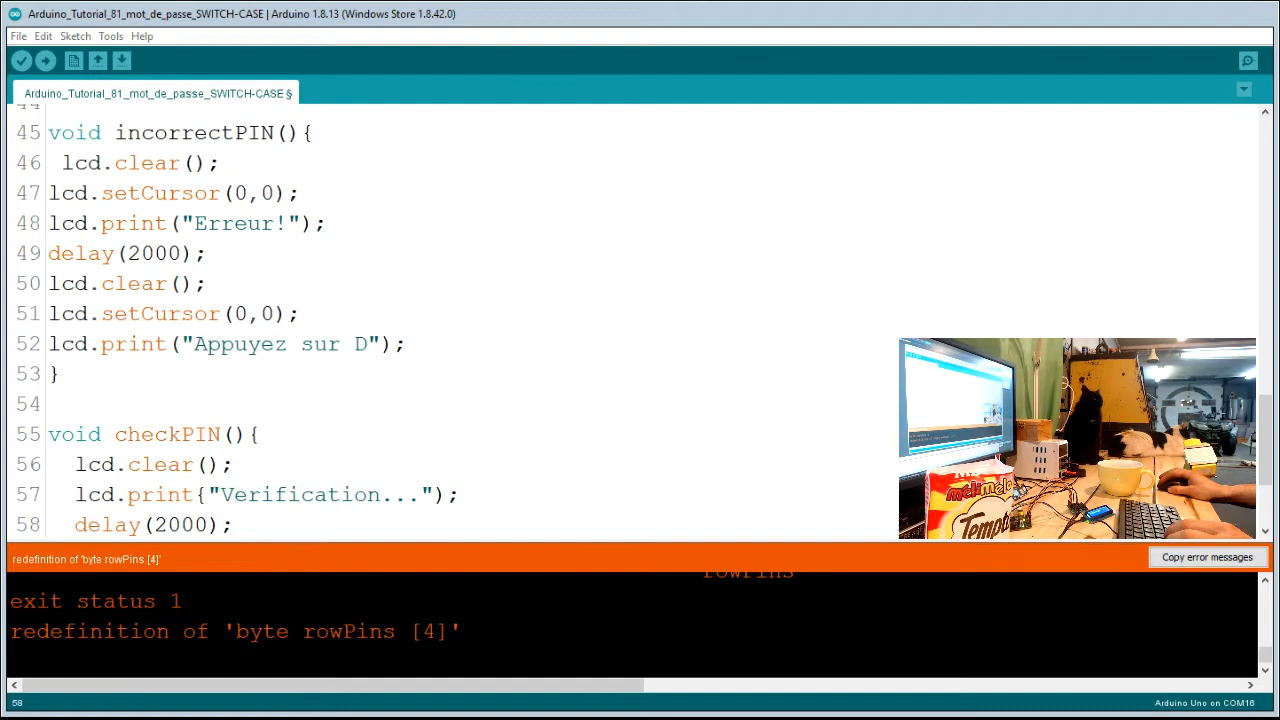 Arduino_Tutorial_81_mot_de_passe_SWITCH-CASE | Arduino 1.8.13 (Windows Store 1.8.42.0)
File Edit Sketch Tools Help
Arduino_Tutorial_81_mot_de_passe_SWITCH-CASE §
44
45 void incorrectPIN(){
46 lcd.clear();
47 lcd.setCursor(0,0);
48 lcd.print("Erreur!");
49 delay(2000);
50 lcd.clear();
51 lcd.setCursor(0,0);
52 lcd.print("Appuyez sur D");
53 }
54
55 void checkPIN(){
56 lcd.clear();
57 lcd.print{"Verification...");
58 delay(2000);
melimelo
Tempo
redefinition of 'byte rowPins [4]'
Copy error messages
rowPins
exit status 1
redefinition of 'byte rowPins [4]'
58
Arduino Uno on COM16